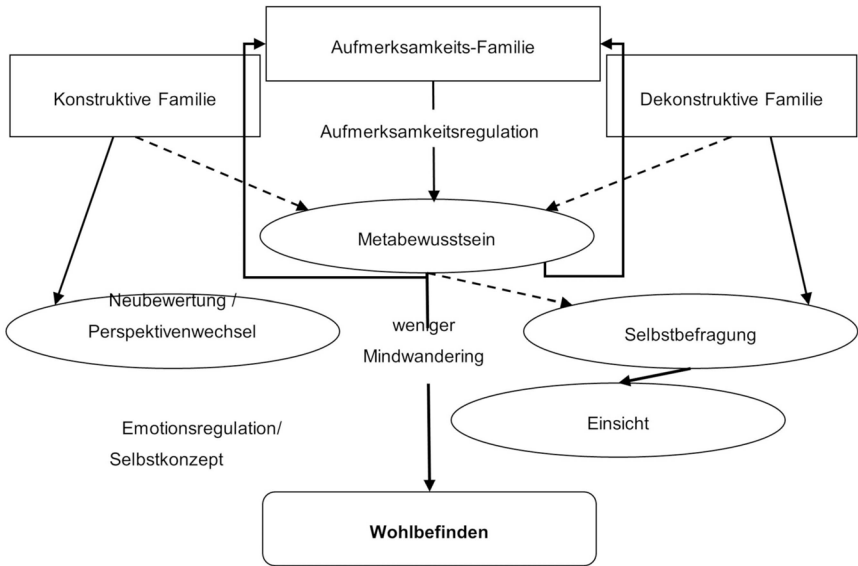 Aufmerksamkeits-Familie
Konstruktive Familie
Dekonstruktive Familie
Aufmerksamkeitsregulation
Metabewusstsein
Neubewertung /
Perspektivenwechsel
weniger
Mindwandering
Selbstbefragung
Einsicht
Emotionsregulation/
Selbstkonzept
Wohlbefinden